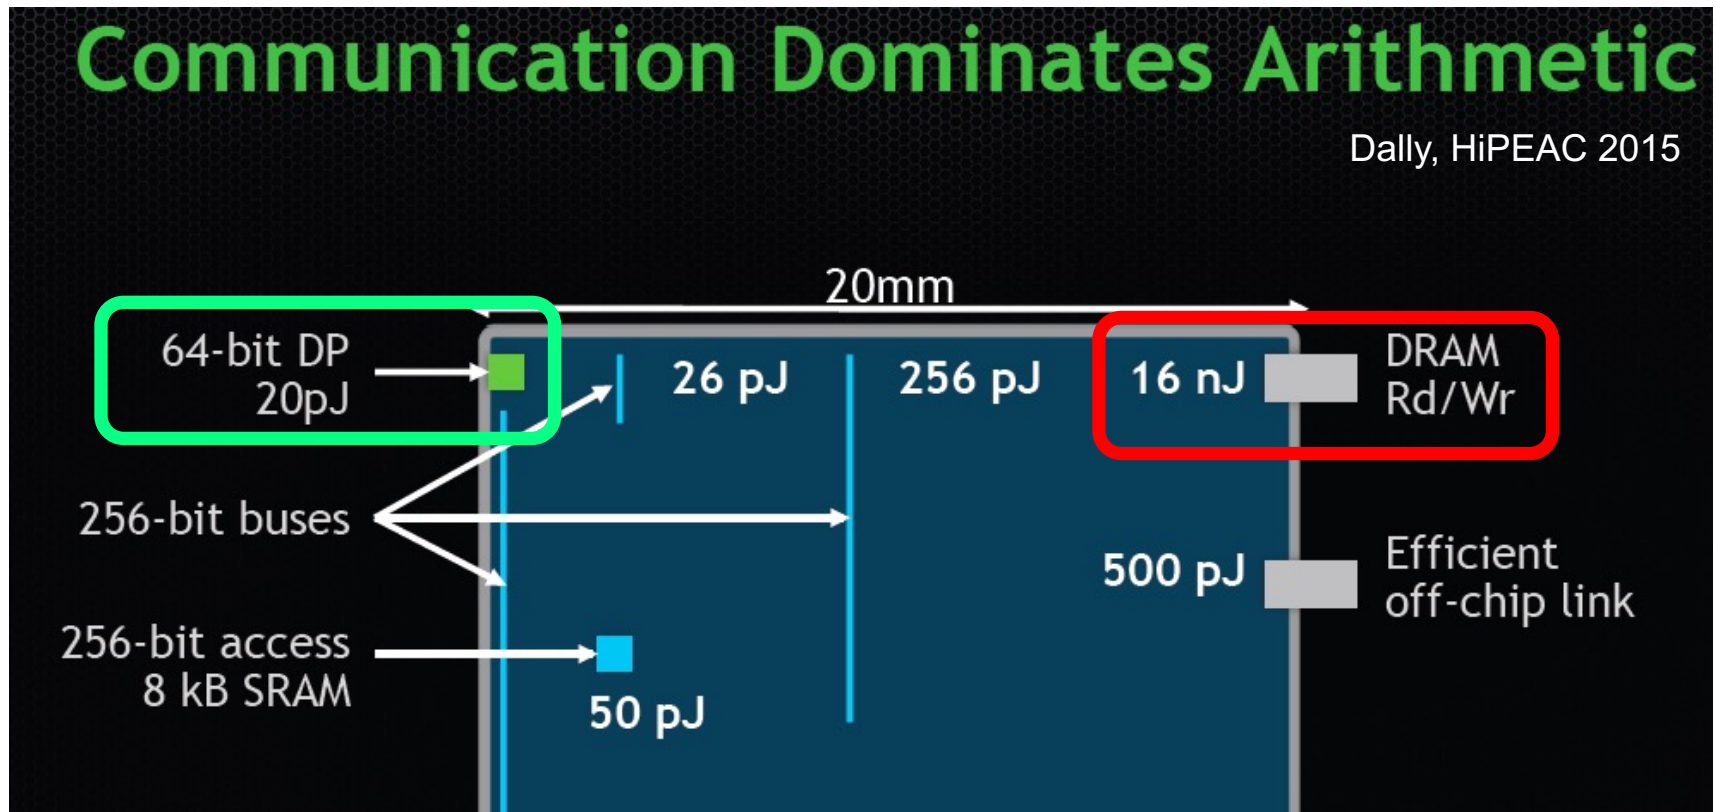 Communication Dominates Arithmetic
Dally, HiPEAC 2015
20mm
64-bit DP
20pJ
26 pJ
256 pJ
16 nJ
DRAM
Rd/Wr
256-bit buses
500 pJ
Efficient
off-chip link
256-bit access
8 kB SRAM
50 pJ